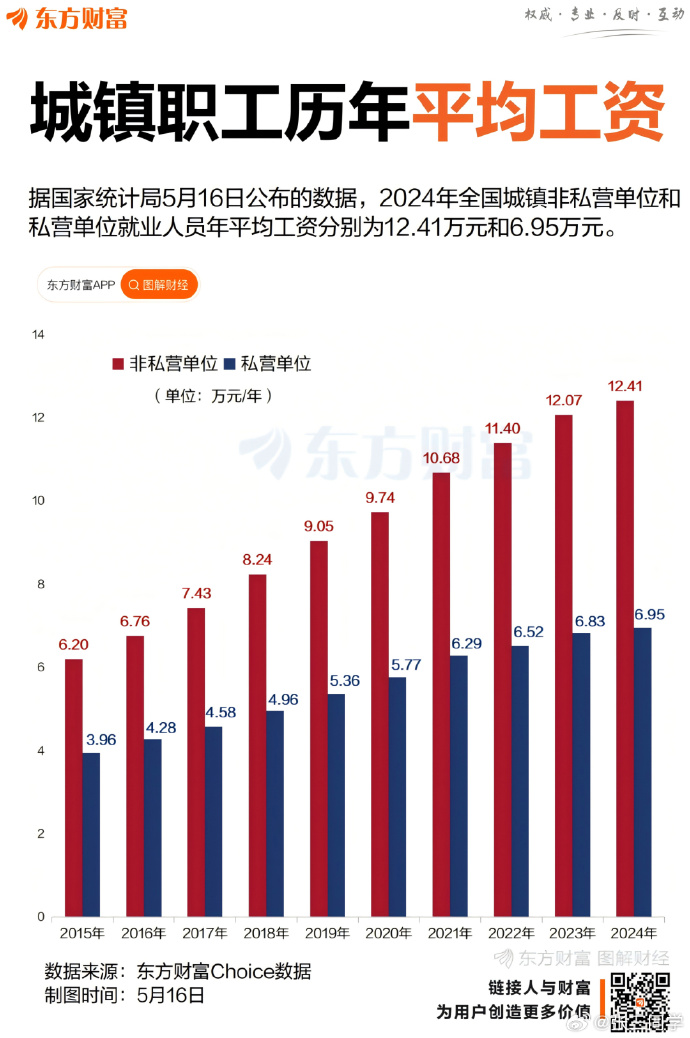 东方财富
权威·专业·及时·互动
城镇职工历年平均工资
据国家统计局5月16日公布的数据，2024年全国城镇非私营单位和
私营单位就业人员年平均工资分别为12.41万元和6.95万元。
东方财富APP 图解财经
14
非私营单位 私营单位
（单位：万元/年）
12
10
8
6
4
2
0
东方财富
6.20
6.76
7.43
8.24
9.05
9.74
10.68
11.40
12.07
12.41
3.96
4.28
4.58
4.96
5.36
5.77
6.29
6.52
6.83
6.95
2015年 2016年 2017年 2018年 2019年 2020年 2021年 2022年 2023年 2024年
东方财富 图解财经
数据来源：东方财富Choice数据
制图时间：5月16日
链接人与财富
为用户创造更多价值